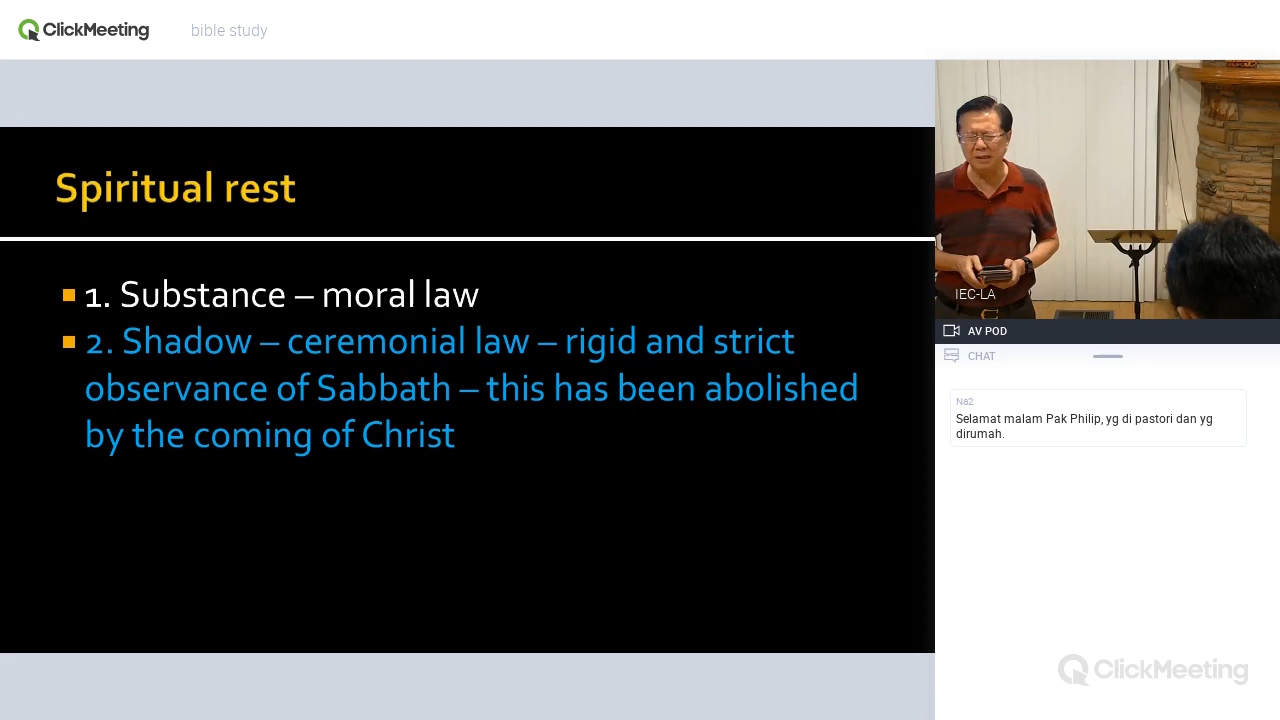 ClickMeeting
bible study
Spiritual rest
1. Substance – moral law
2. Shadow – ceremonial law – rigid and strict
observance of Sabbath – this has been abolished
by the coming of Christ
IEC-LA
AV POD
CHAT
Na2
Selamat malam Pak Philip, yg di pastori dan yg
dirumah.
ClickMeeting